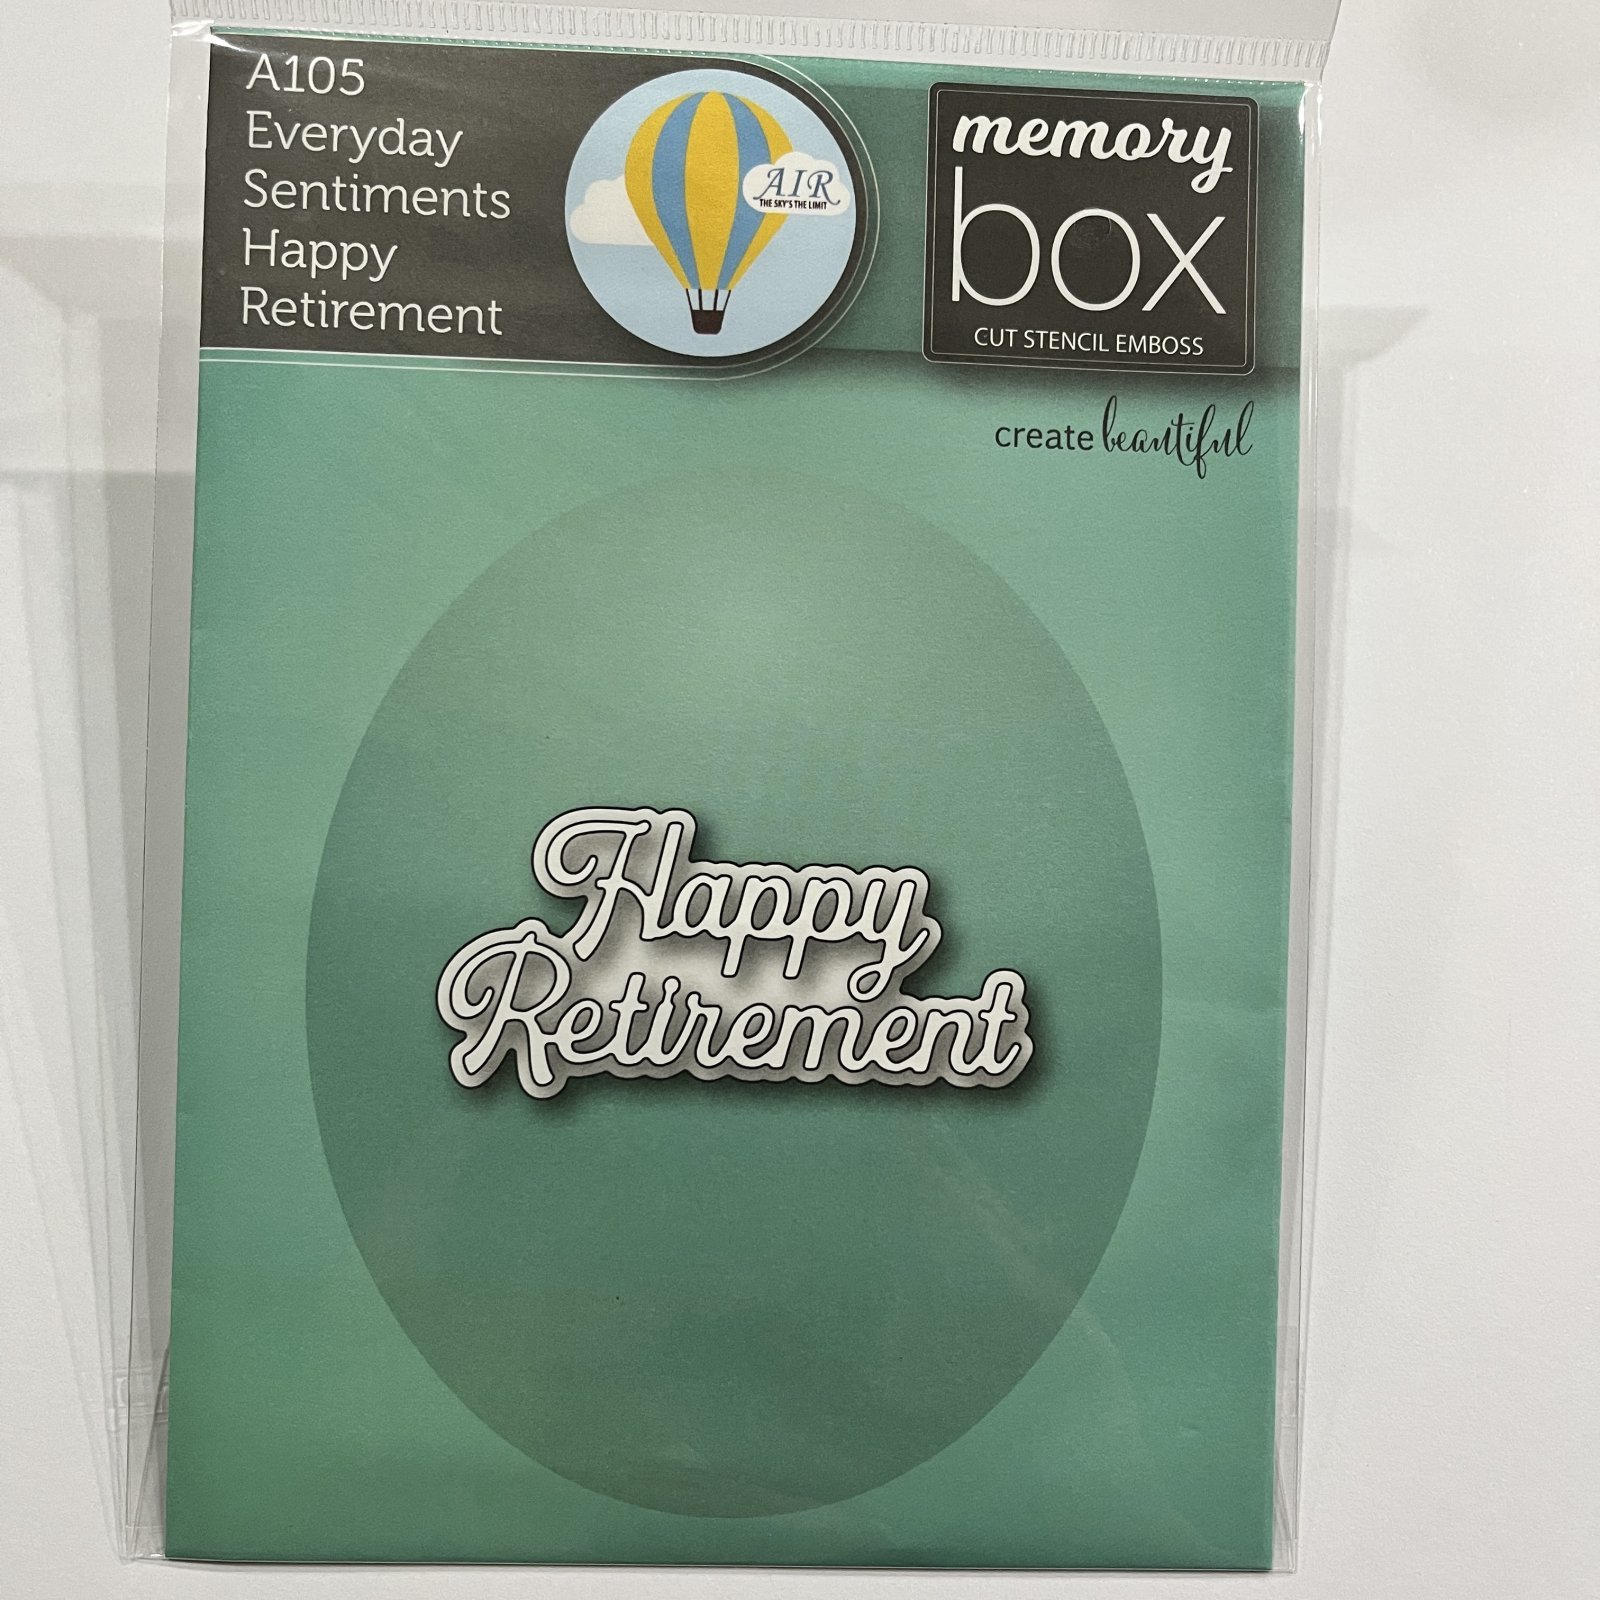 A105
Everyday
Sentiments
Happy
Retirement
AIR
THE SKY'S THE LIMIT
memory
box
CUT STENCIL EMBOSS
create beautiful
Happy
Retirement